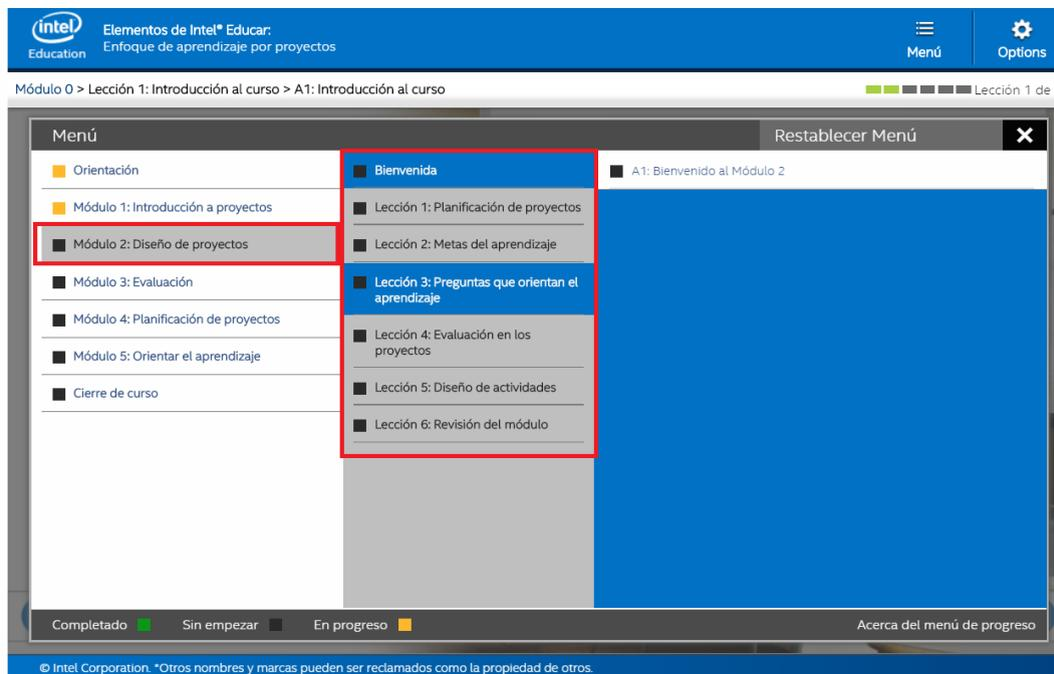 intel
Education
Elementos de Intel® Educar:
Enfoque de aprendizaje por proyectos
Menú
Options
Módulo 0 > Lección 1: Introducción al curso > A1: Introducción al curso
Lección 1 de
Menú
Restablecer Menú
Orientación
Módulo 1: Introducción a proyectos
Módulo 2: Diseño de proyectos
Módulo 3: Evaluación
Módulo 4: Planificación de proyectos
Módulo 5: Orientar el aprendizaje
Cierre de curso
Bienvenida
Lección 1: Planificación de proyectos
Lección 2: Metas del aprendizaje
Lección 3: Preguntas que orientan el
aprendizaje
Lección 4: Evaluación en los
proyectos
Lección 5: Diseño de actividades
Lección 6: Revisión del módulo
A1: Bienvenido al Módulo 2
Completado
Sin empezar
En progreso
Acerca del menú de progreso
© Intel Corporation. *Otros nombres y marcas pueden ser reclamados como la propiedad de otros.